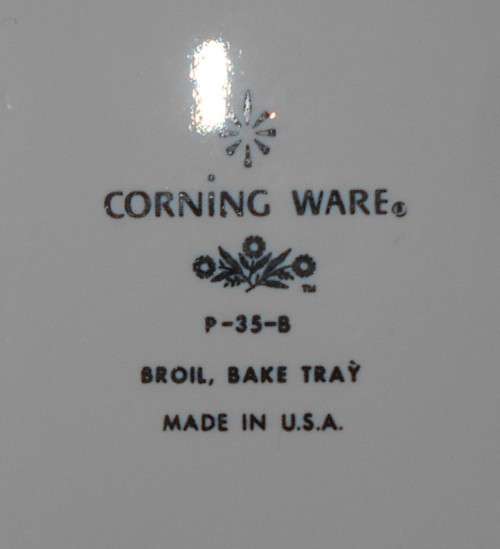 CORNiNG WARE®
TM
P-35-B
BROIL, BAKE TRAY
MADE IN U.S.A.